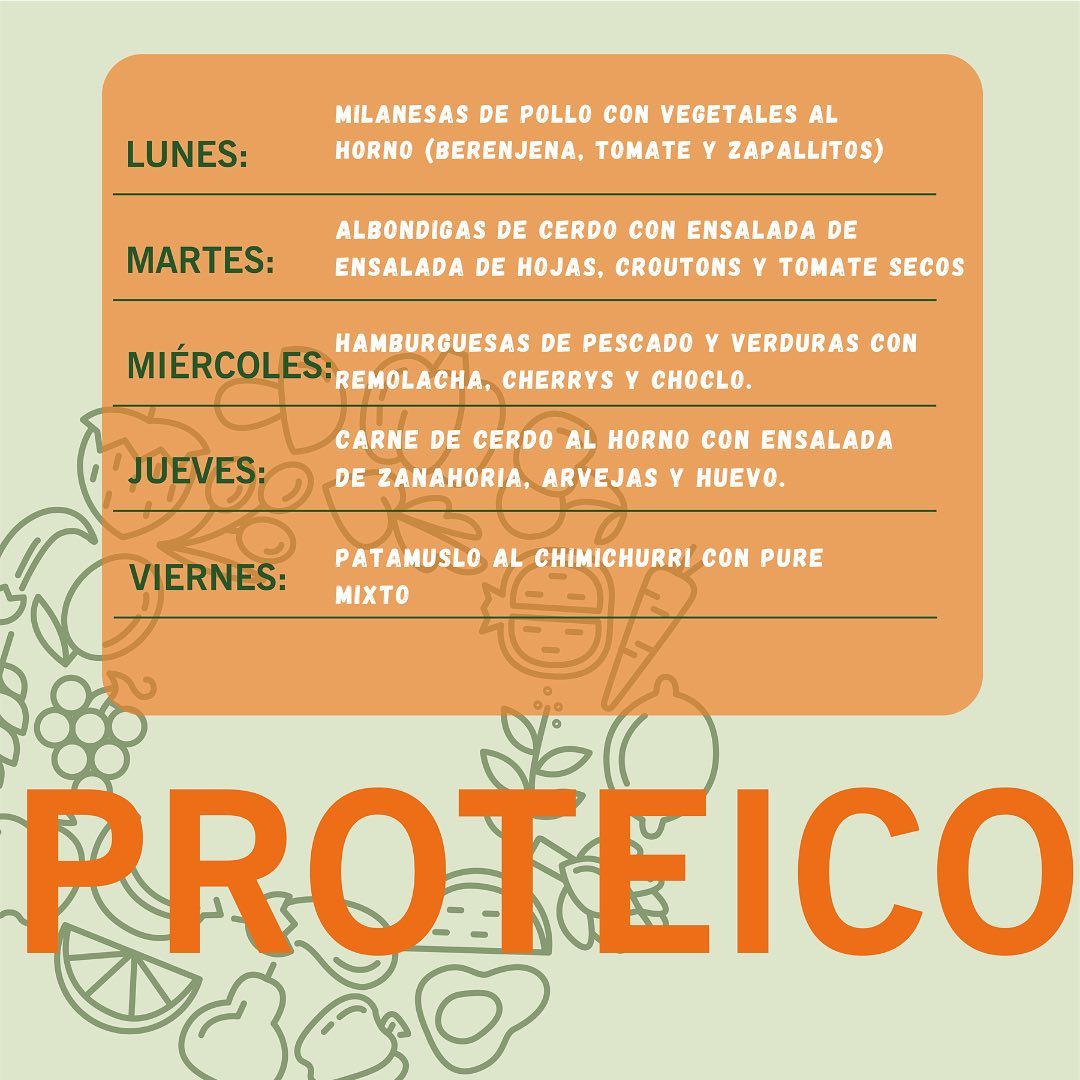 LUNES:
MILANESAS DE POLLO CON VEGETALES AL
HORNO (BERENJENA, TOMATE Y ZAPALLITOS)
MARTES:
ALBONDIGAS DE CERDO CON ENSALADA DE
ENSALADA DE HOJAS, CROUTONS Y TOMATE SECOS
MIÉRCOLES:
HAMBURGUESAS DE PESCADO Y VERDURAS CON
REMOLACHA, CHERRYS Y CHOCLO.
JUEVES:
CARNE DE CERDO AL HORNO CON ENSALADA
DE ZANAHORIA, ARVEJAS Y HUEVO.
VIERNES:
PATAMUSLO AL CHIMICHURRI CON PURE
MIXTO
PROTEICO